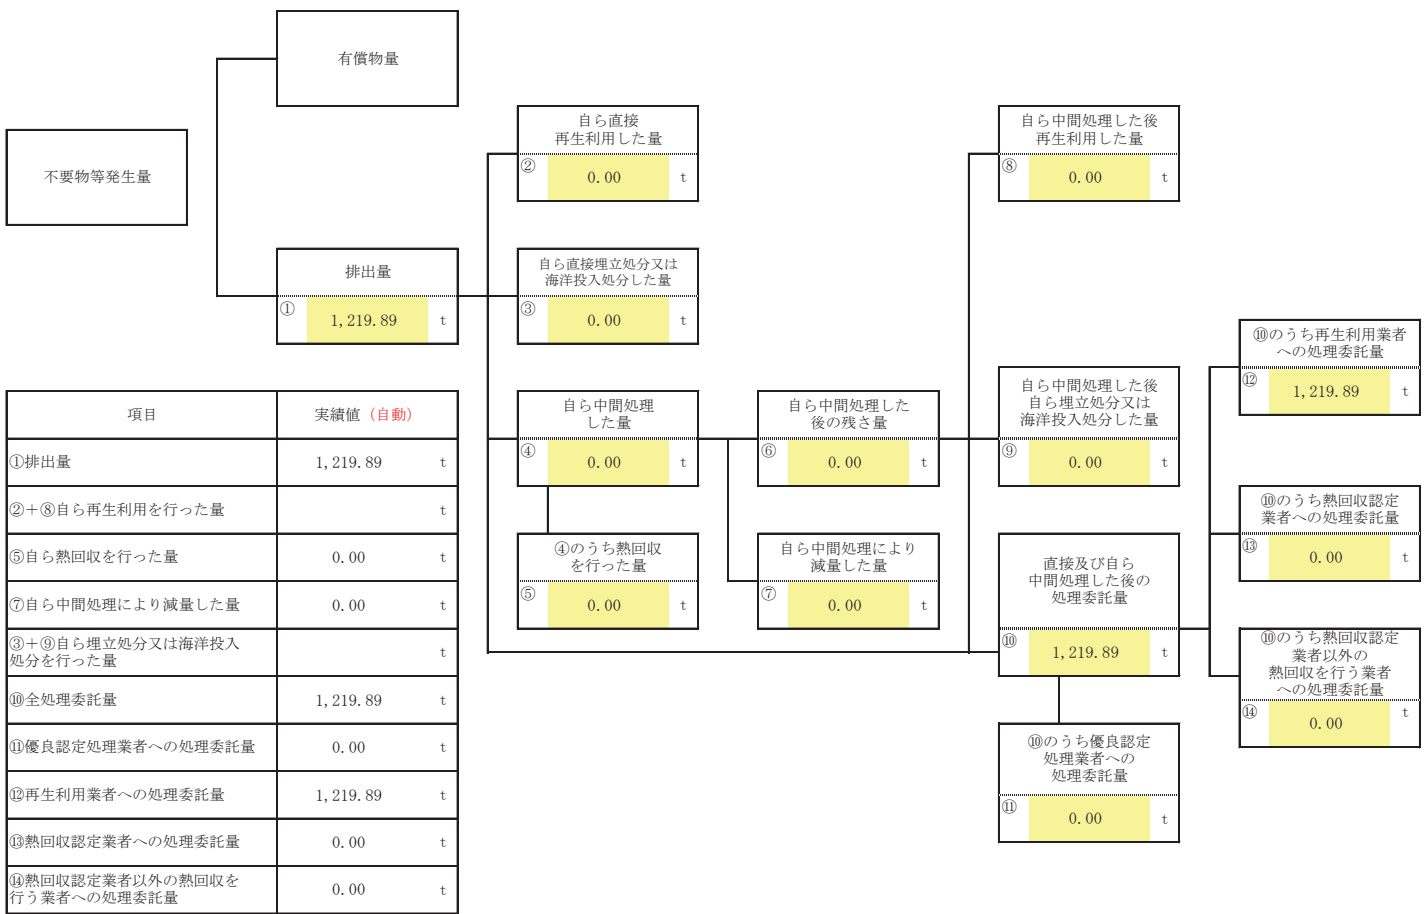 有償物量
不要物等発生量
排出量
①
1,219.89
t
自ら直接
再生利用した量
②
0.00
t
自ら直接埋立処分又は
海洋投入処分した量
③
0.00
t
自ら中間処理
した量
④
0.00
t
④のうち熱回収
を行った量
⑤
0.00
t
自ら中間処理した
後の残さ量
⑥
0.00
t
自ら中間処理により
減量した量
⑦
0.00
t
自ら中間処理した後
再生利用した量
⑧
0.00
t
自ら中間処理した後
自ら埋立処分又は
海洋投入処分した量
⑨
0.00
t
直接及び自ら
中間処理した後の
処理委託量
⑩
1,219.89
t
⑩のうち優良認定
処理業者への
処理委託量
⑪
0.00
t
⑩のうち再生利用業者
への処理委託量
⑫
1,219.89
t
⑩のうち熱回収認定
業者への処理委託量
⑬
0.00
t
⑩のうち熱回収認定
業者以外の
熱回収を行う業者
への処理委託量
⑭
0.00
t
項目 実績値（自動）
①排出量 1,219.89 t
②＋⑧自ら再生利用を行った量 t
⑤自ら熱回収を行った量 0.00 t
⑦自ら中間処理により減量した量 0.00 t
③＋⑨自ら埋立処分又は海洋投入
処分を行った量 t
⑩全処理委託量 1,219.89 t
⑪優良認定処理業者への処理委託量 0.00 t
⑫再生利用業者への処理委託量 1,219.89 t
⑬熱回収認定業者への処理委託量 0.00 t
⑭熱回収認定業者以外の熱回収を
行う業者への処理委託量 0.00 t